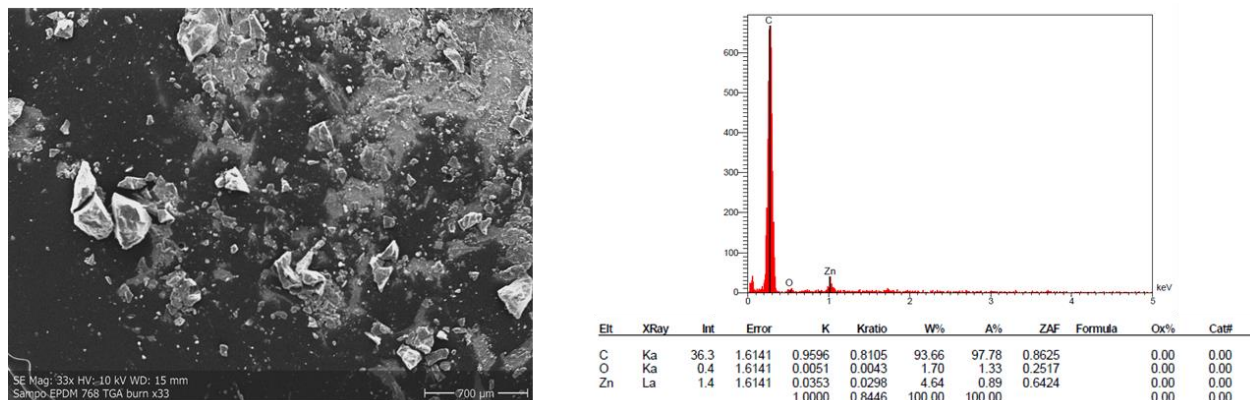 SE Mag: 33x HV: 10 kV WD: 15 mm
Sampo EPDM 768 TGA burn x33
700 µm
C
600
500
400
300
200
100
0
O
Zn
keV
0 1 2 3 4 5
Elt XRay Int Error K Kratio W% A% ZAF Formula Ox% Cat#
C Ka 36.3 1.6141 0.9596 0.8105 93.66 97.78 0.8625 0.00 0.00
O Ka 0.4 1.6141 0.0051 0.0043 1.70 1.33 0.2517 0.00 0.00
Zn La 1.4 1.6141 0.0353 0.0298 4.64 0.89 0.6424 0.00 0.00
1.0000 0.8446 100.00 100.00 0.00 0.00